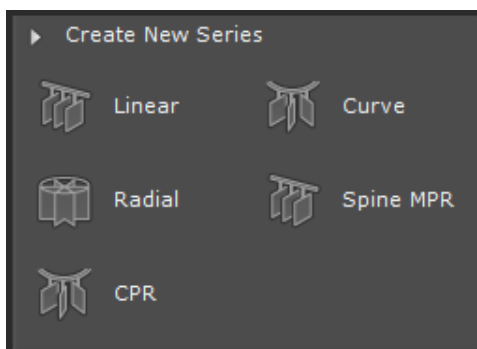 Create New Series
Linear
Curve
Radial
Spine MPR
CPR